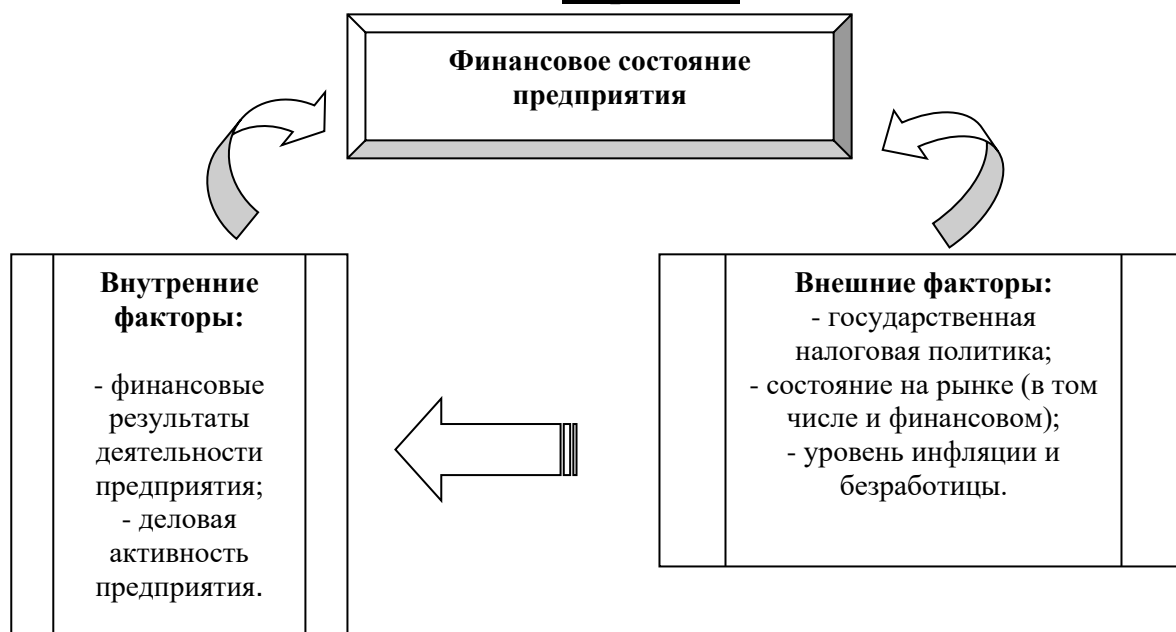 Финансовое состояние
предприятия
Внутренние
факторы:
- финансовые
результаты
деятельности
предприятия;
- деловая
активность
предприятия.
Внешние факторы:
- государственная
налоговая политика;
- состояние на рынке (в том
числе и финансовом);
- уровень инфляции и
безработицы.